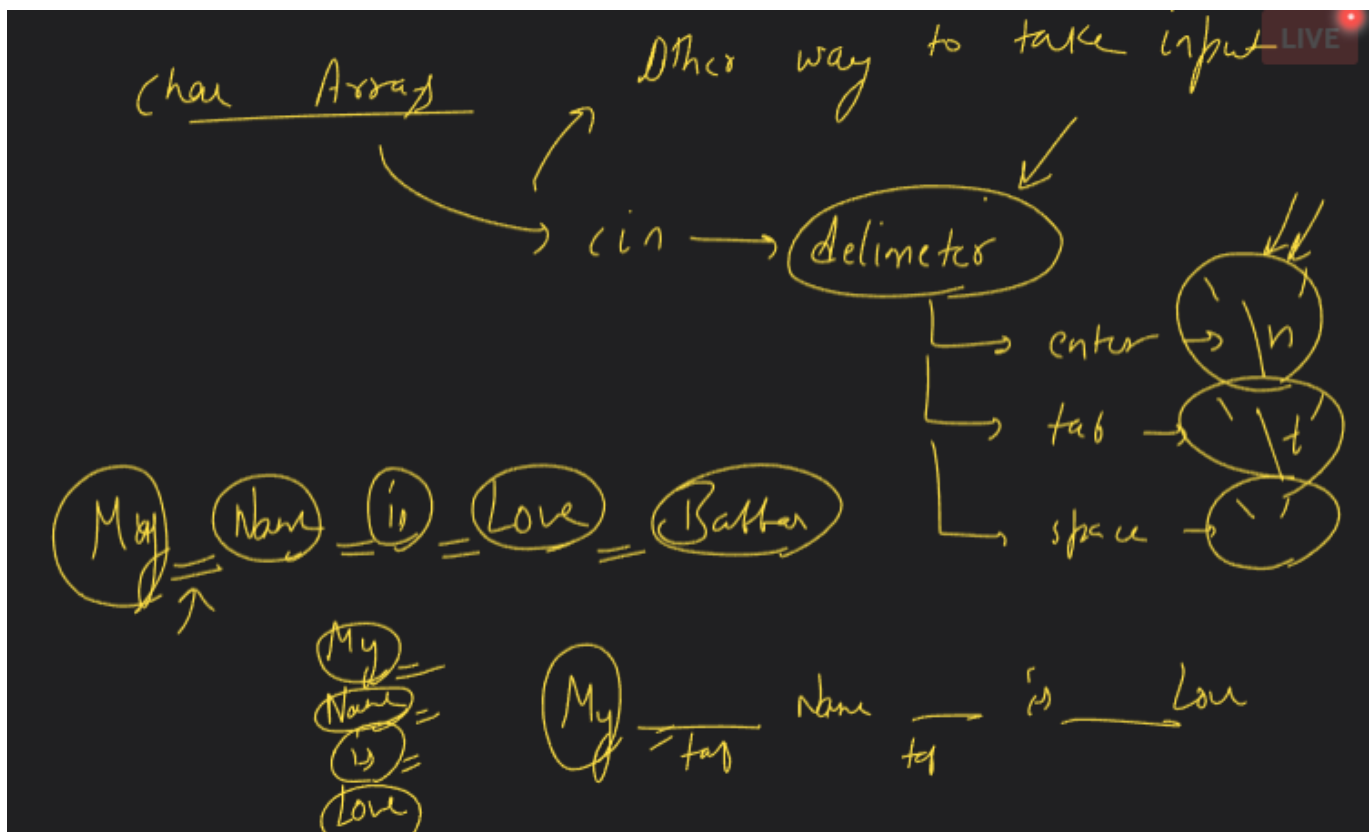 Other way to take input
LIVE
Char Array
cin → delimeter
enter → '\n'
tab → '\t'
space → ' '
My Name is Love Babbar
My
Name
is
Love
My Name is Love
tab